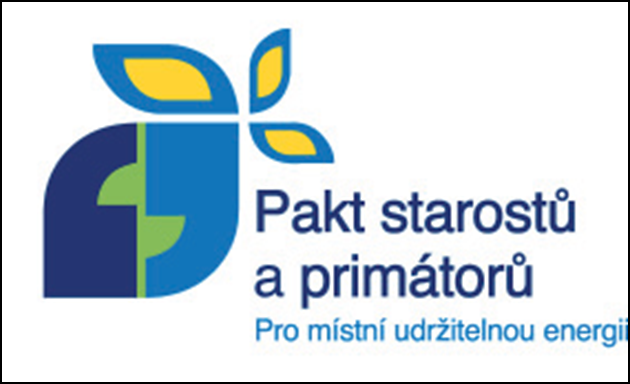 Pakt starostů
a primátorů
Pro místní udržitelnou energii